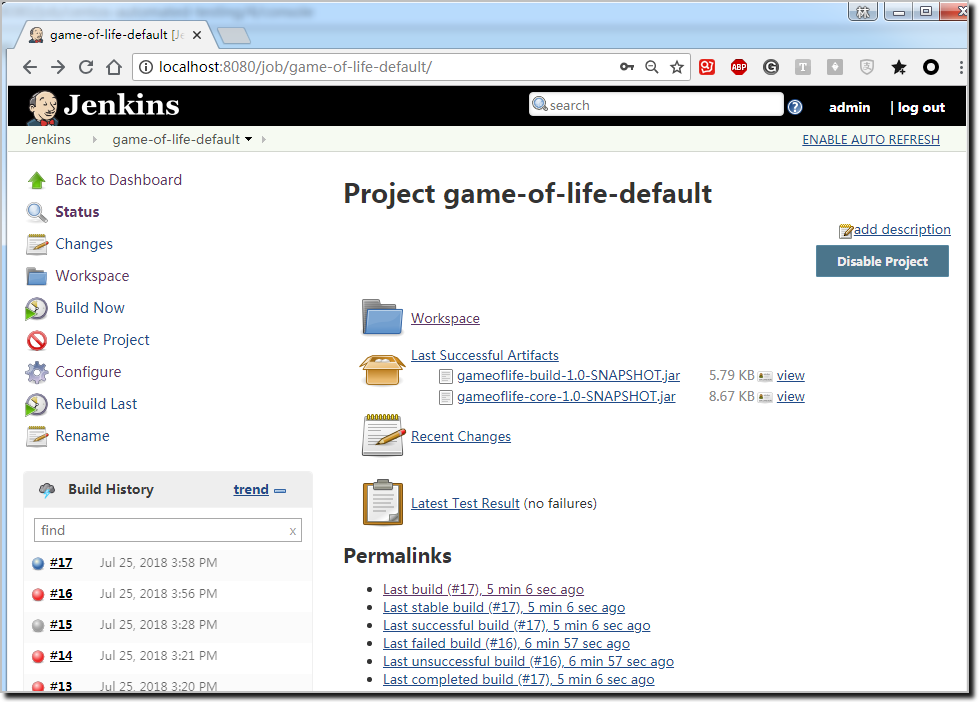 林
game-of-life-default [Je
localhost:8080/job/game-of-life-default/
ABP
Jenkins
search
admin | log out
Jenkins game-of-life-default
ENABLE AUTO REFRESH
Back to Dashboard
Status
Changes
Workspace
Build Now
Delete Project
Configure
Rebuild Last
Rename
Build History trend
find x
#17 Jul 25, 2018 3:58 PM
#16 Jul 25, 2018 3:56 PM
#15 Jul 25, 2018 3:28 PM
#14 Jul 25, 2018 3:21 PM
#13 Jul 25, 2018 3:20 PM
Project game-of-life-default
add description
Disable Project
Workspace
Last Successful Artifacts
gameoflife-build-1.0-SNAPSHOT.jar 5.79 KB view
gameoflife-core-1.0-SNAPSHOT.jar 8.67 KB view
Recent Changes
Latest Test Result (no failures)
Permalinks
Last build (#17), 5 min 6 sec ago
Last stable build (#17), 5 min 6 sec ago
Last successful build (#17), 5 min 6 sec ago
Last failed build (#16), 6 min 57 sec ago
Last unsuccessful build (#16), 6 min 57 sec ago
Last completed build (#17), 5 min 6 sec ago